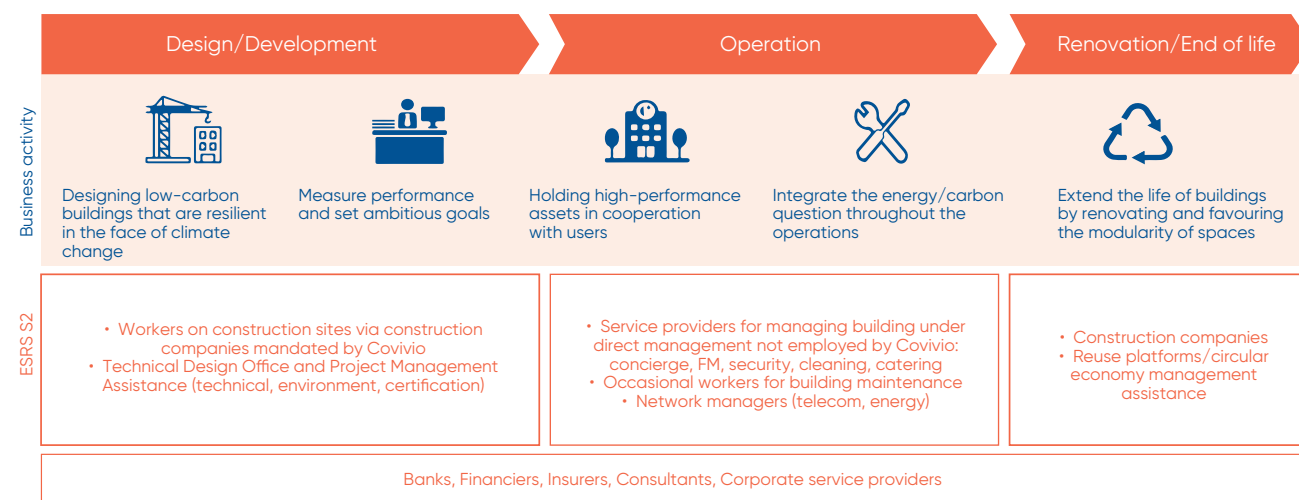 Design/Development
Operation
Renovation/End of life
Business activity
Designing low-carbon
buildings that are resilient
in the face of climate
change
Measure performance
and set ambitious goals
Holding high-performance
assets in cooperation
with users
Integrate the energy/carbon
question throughout the
operations
Extend the life of buildings
by renovating and favouring
the modularity of spaces
ESRS S2
• Workers on construction sites via construction
companies mandated by Covivio
• Technical Design Office and Project Management
Assistance (technical, environment, certification)
• Service providers for managing building under
direct management not employed by Covivio:
concierge, FM, security, cleaning, catering
• Occasional workers for building maintenance
• Network managers (telecom, energy)
• Construction companies
• Reuse platforms/circular
economy management
assistance
Banks, Financiers, Insurers, Consultants, Corporate service providers